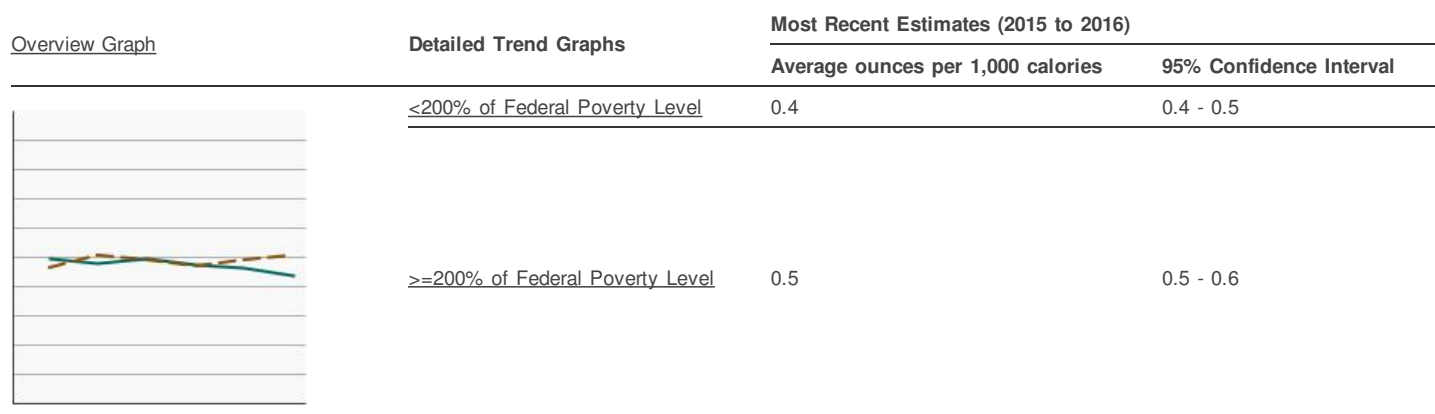 Overview Graph
Detailed Trend Graphs
Most Recent Estimates (2015 to 2016)
Average ounces per 1,000 calories
95% Confidence Interval
<200% of Federal Poverty Level 0.4 0.4 - 0.5
>=200% of Federal Poverty Level 0.5 0.5 - 0.6